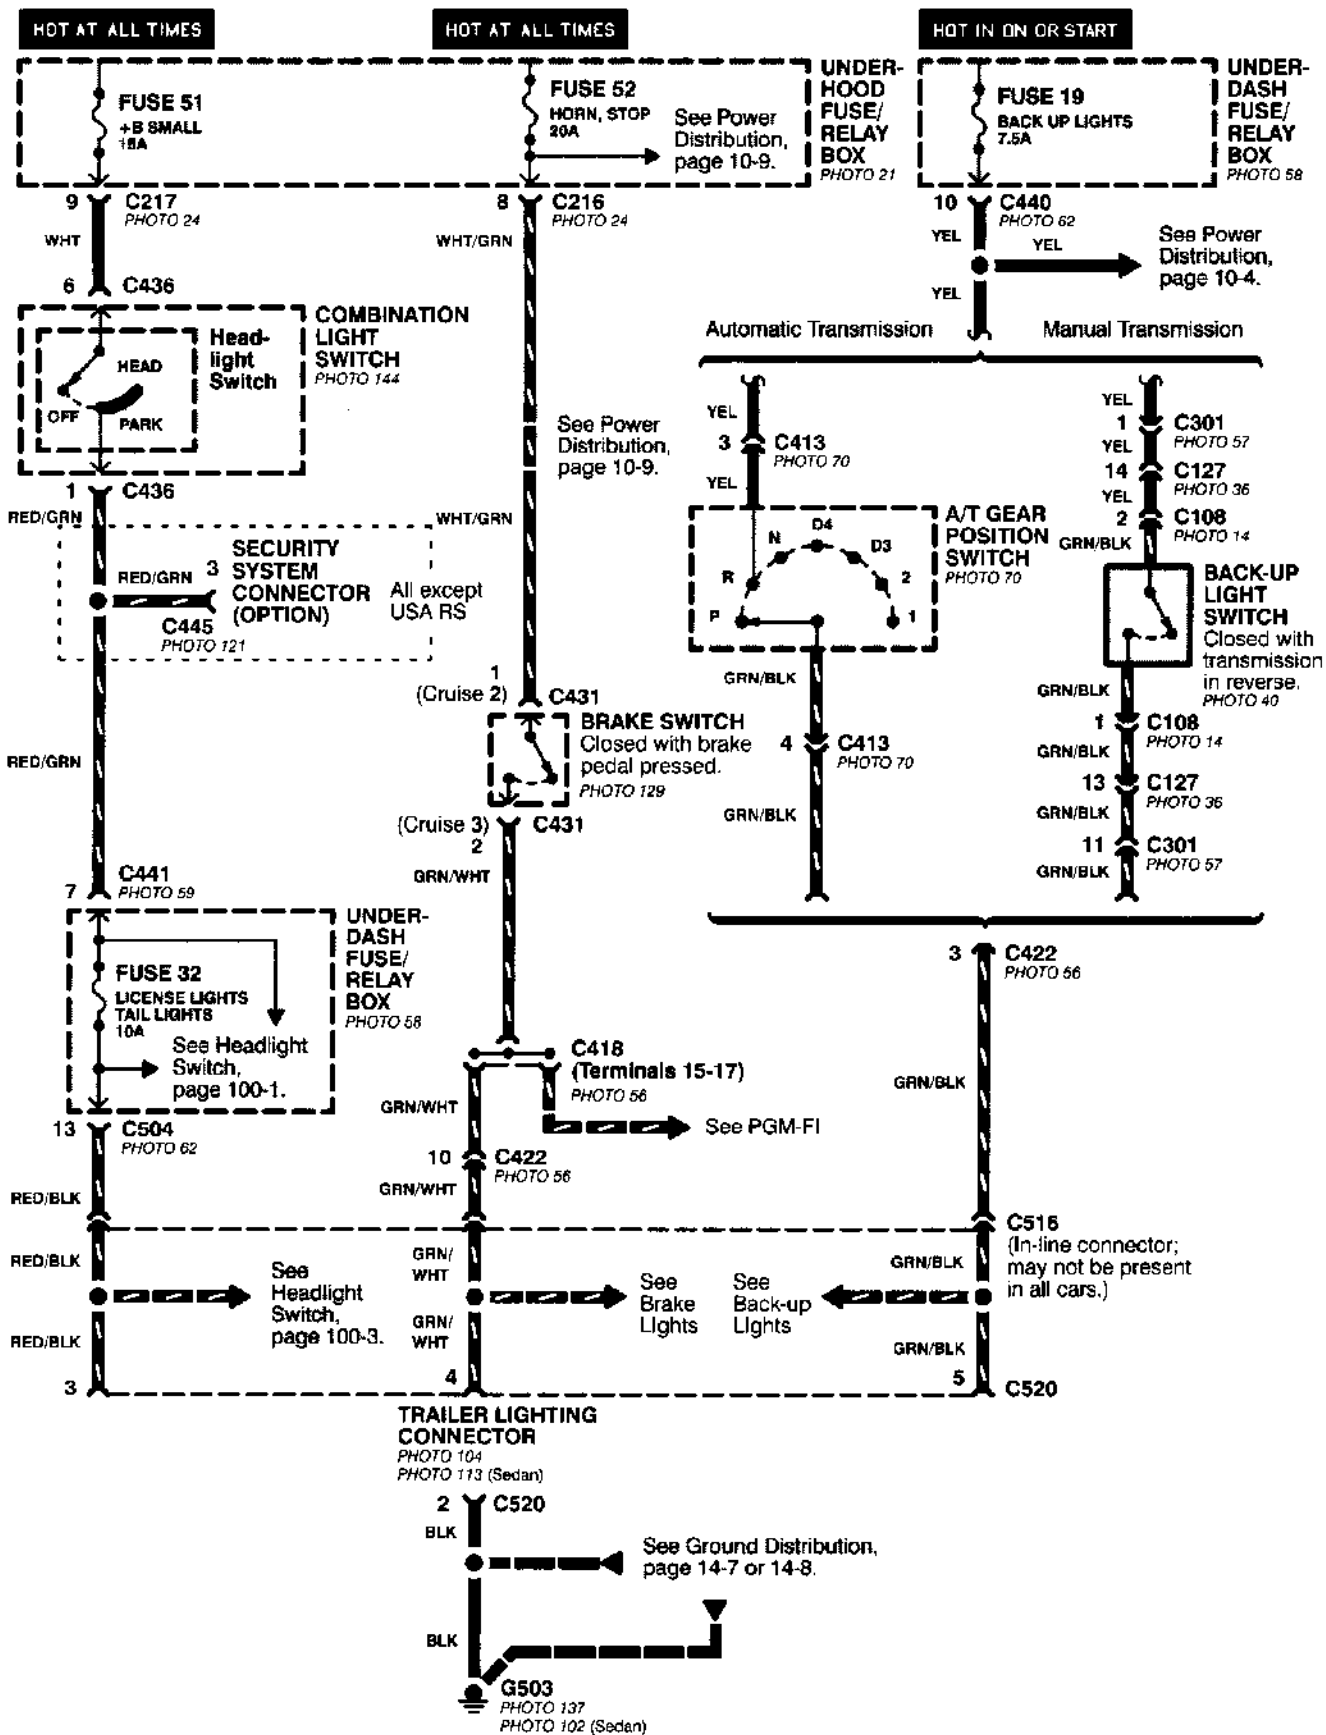 HOT AT ALL TIMES
HOT AT ALL TIMES
HOT IN ON OR START
FUSE 51
+B SMALL
15A
FUSE 52
HORN, STOP
20A
See Power
Distribution,
page 10-9.
UNDER-
HOOD
FUSE/
RELAY
BOX
PHOTO 21
FUSE 19
BACK UP LIGHTS
7.5A
UNDER-
DASH
FUSE/
RELAY
BOX
PHOTO 58
9
C217
PHOTO 24
WHT
6
C436
8
C216
PHOTO 24
WHT/GRN
10
C440
PHOTO 62
YEL
YEL
YEL
See Power
Distribution,
page 10-4.
COMBINATION
LIGHT
SWITCH
PHOTO 144
Head-
light
Switch
HEAD
OFF
PARK
1
C436
RED/GRN
See Power
Distribution,
page 10-9.
WHT/GRN
Automatic Transmission
Manual Transmission
YEL
3
C413
PHOTO 70
YEL
YEL
1
C301
PHOTO 57
YEL
14
C127
PHOTO 36
YEL
2
C108
PHOTO 14
GRN/BLK
SECURITY
SYSTEM
CONNECTOR
(OPTION)
RED/GRN
3
C445
PHOTO 121
All except
USA RS
A/T GEAR
POSITION
SWITCH
PHOTO 70
P
R
N
D4
D3
2
1
BACK-UP
LIGHT
SWITCH
Closed with
transmission
in reverse.
PHOTO 40
1
(Cruise 2)
C431
BRAKE SWITCH
Closed with brake
pedal pressed.
PHOTO 129
(Cruise 3)
2
C431
GRN/WHT
GRN/BLK
4
C413
PHOTO 70
GRN/BLK
GRN/BLK
1
C108
PHOTO 14
GRN/BLK
13
C127
PHOTO 36
GRN/BLK
11
C301
PHOTO 57
GRN/BLK
RED/GRN
7
C441
PHOTO 59
UNDER-
DASH
FUSE/
RELAY
BOX
PHOTO 58
FUSE 32
LICENSE LIGHTS
TAIL LIGHTS
10A
See Headlight
Switch,
page 100-1.
3
C422
PHOTO 56
GRN/BLK
C418
(Terminals 15-17)
PHOTO 56
GRN/WHT
See PGM-FI
10
C422
PHOTO 56
GRN/WHT
13
C504
PHOTO 62
RED/BLK
C516
(In-line connector;
may not be present
in all cars.)
RED/BLK
See
Headlight
Switch,
page 100-3.
RED/BLK
3
GRN/
WHT
See
Brake
Lights
GRN/
WHT
4
See
Back-up
Lights
GRN/BLK
GRN/BLK
5
C520
TRAILER LIGHTING
CONNECTOR
PHOTO 104
PHOTO 113 (Sedan)
2
C520
BLK
See Ground Distribution,
page 14-7 or 14-8.
BLK
G503
PHOTO 137
PHOTO 102 (Sedan)